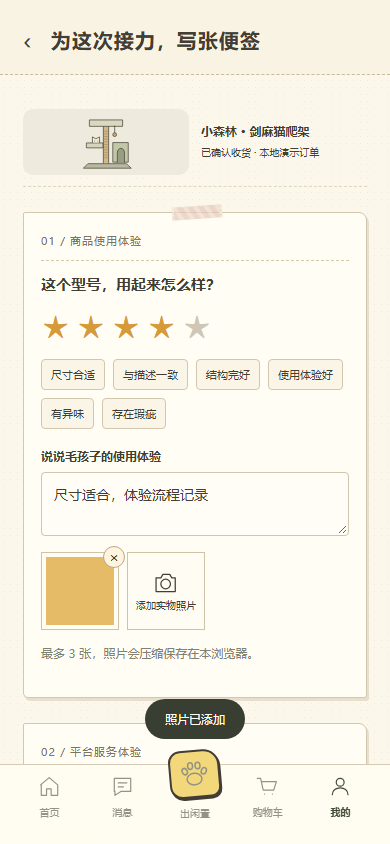 为这次接力，写张便签
小森林·剑麻猫爬架
已确认收货 · 本地演示订单
01 / 商品使用体验
这个型号，用起来怎么样？
尺寸合适 与描述一致 结构完好 使用体验好
有异味 存在瑕疵
说说毛孩子的使用体验
尺寸适合，体验流程记录
添加实物照片
最多 3 张，照片会压缩保存在本浏览器。
照片已添加
02 / 平台服务体验
首页 消息 出闲置 购物车 我的